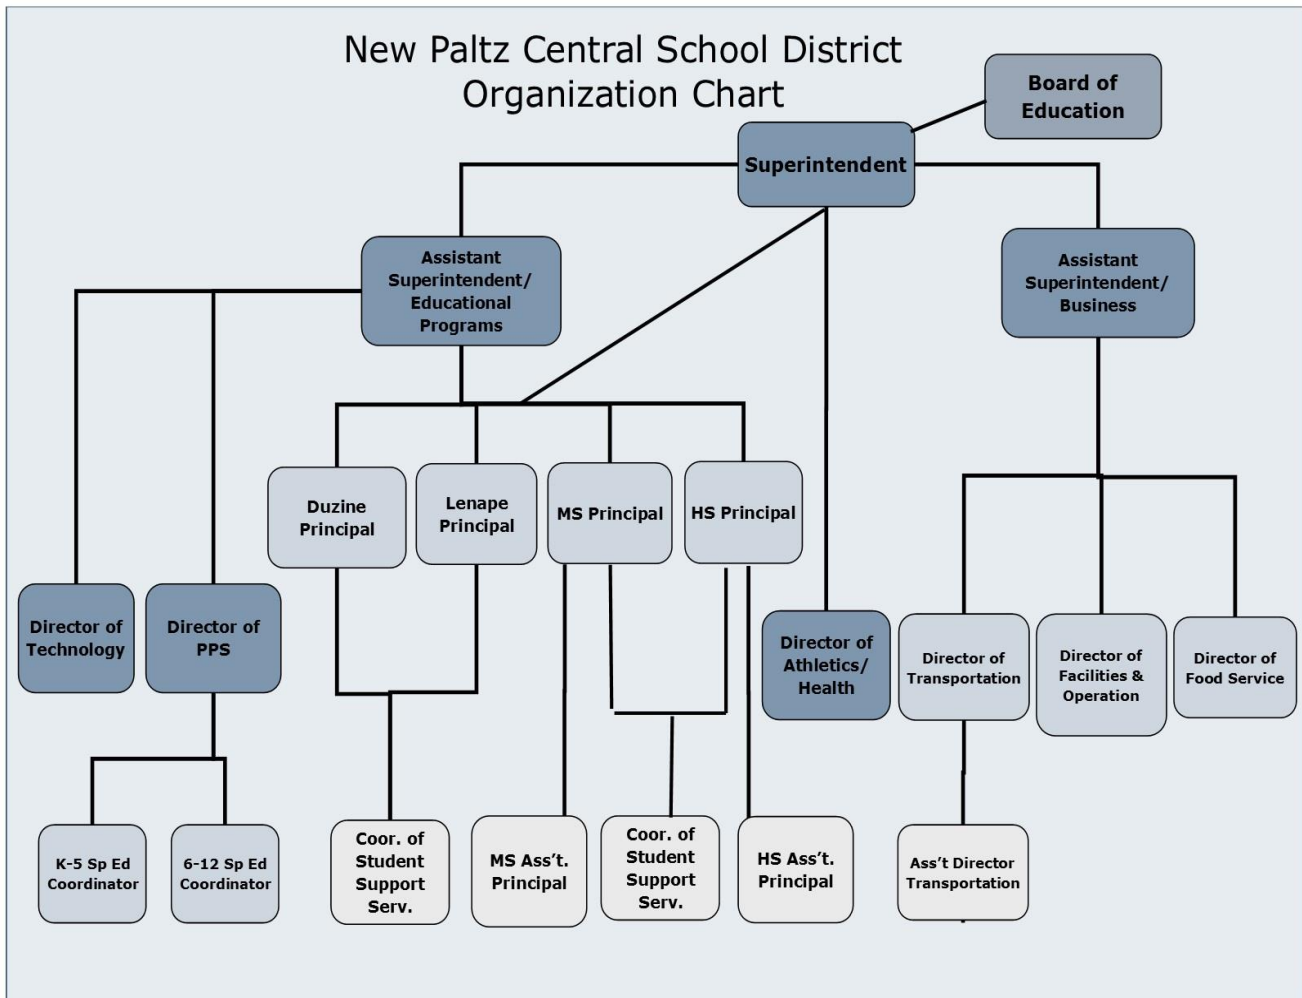 New Paltz Central School District
Organization Chart
Board of
Education
Superintendent
Assistant
Superintendent/
Educational
Programs
Assistant
Superintendent/
Business
Duzine
Principal
Lenape
Principal
MS Principal
HS Principal
Director of
Technology
Director of
PPS
Director of
Athletics/
Health
Director of
Transportation
Director of
Facilities &
Operation
Director of
Food Service
K-5 Sp Ed
Coordinator
6-12 Sp Ed
Coordinator
Coor. of
Student
Support
Serv.
MS Ass’t.
Principal
Coor. of
Student
Support
Serv.
HS Ass’t.
Principal
Ass’t Director
Transportation